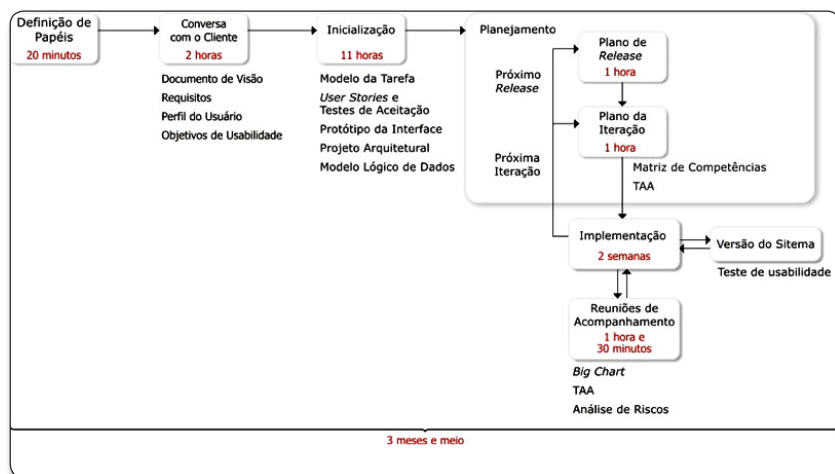 Definição de
Papéis
20 minutos
Conversa
com o Cliente
2 horas
Documento de Visão
Requisitos
Perfil do Usuário
Objetivos de Usabilidade
Inicialização
11 horas
Modelo da Tarefa
User Stories e
Testes de Aceitação
Protótipo da Interface
Projeto Arquitetural
Modelo Lógico de Dados
Planejamento
Plano de
Release
1 hora
Próximo
Release
Plano da
Iteração
1 hora
Próxima
Iteração
Matriz de Competências
TAA
Implementação
2 semanas
Versão do Sitema
Teste de usabilidade
Reuniões de
Acompanhamento
1 hora e
30 minutos
Big Chart
TAA
Análise de Riscos
3 meses e meio